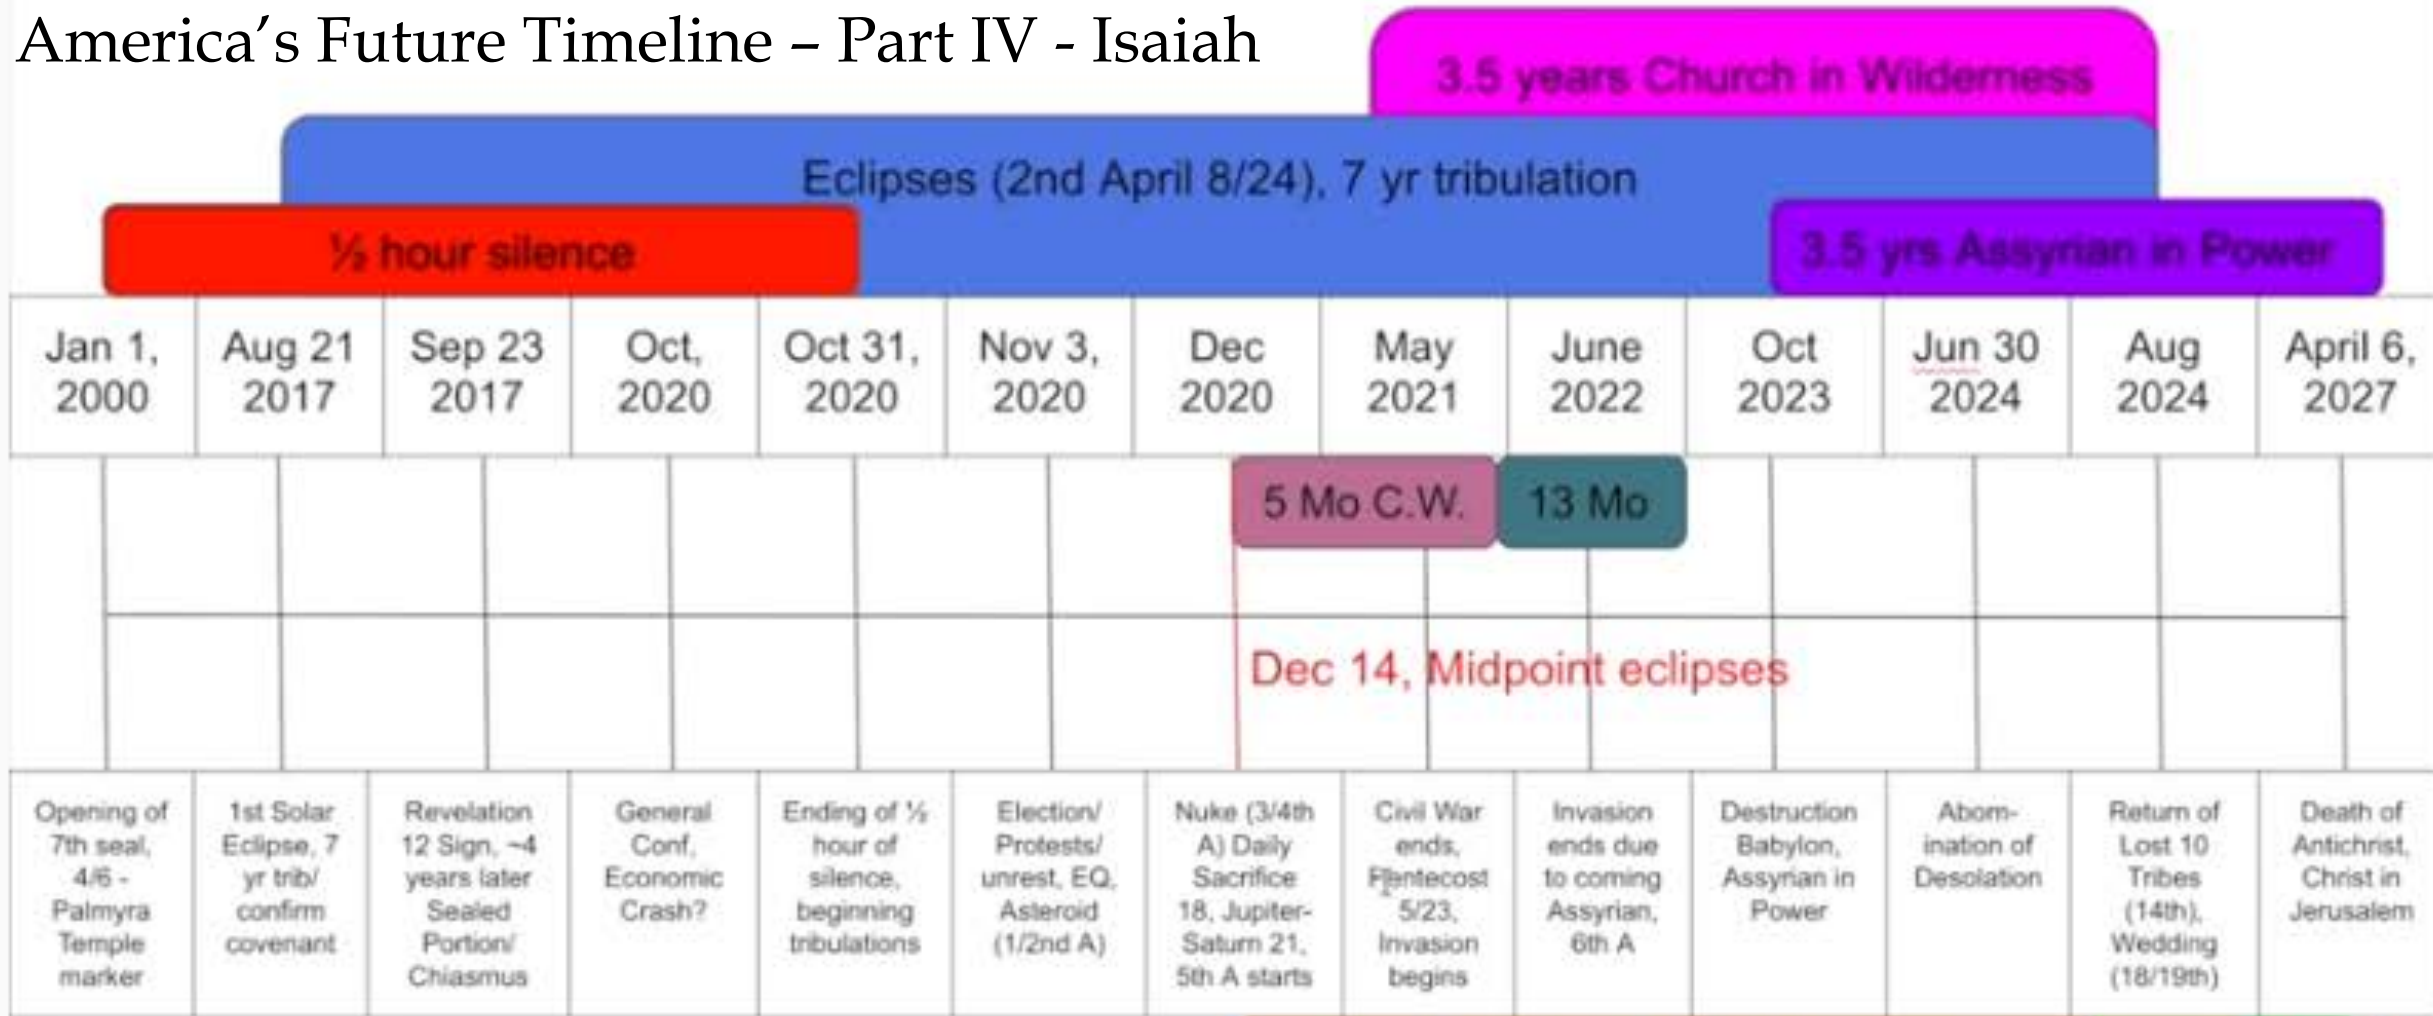 America's Future Timeline – Part IV - Isaiah
3.5 years Church in Wilderness
Eclipses (2nd April 8/24), 7 yr tribulation
½ hour silence
3.5 yrs Assyrian in Power
Jan 1,
2000
Aug 21
2017
Sep 23
2017
Oct,
2020
Oct 31,
2020
Nov 3,
2020
Dec
2020
May
2021
June
2022
Oct
2023
Jun 30
2024
Aug
2024
April 6,
2027
5 Mo C.W.
13 Mo
Dec 14, Midpoint eclipses
Opening of
7th seal,
4/6 -
Palmyra
Temple
marker
1st Solar
Eclipse, 7
yr trib/
confirm
covenant
Revelation
12 Sign, ~4
years later
Sealed
Portion/
Chiasmus
General
Conf,
Economic
Crash?
Ending of ½
hour of
silence,
beginning
tribulations
Election/
Protests/
unrest, EQ,
Asteroid
(1/2nd A)
Nuke (3/4th
A) Daily
Sacrifice
18, Jupiter-
Saturn 21,
5th A starts
Civil War
ends,
Pentecost
5/23,
Invasion
begins
Invasion
ends due
to coming
Assyrian,
6th A
Destruction
Babylon,
Assyrian in
Power
Abom-
ination of
Desolation
Return of
Lost 10
Tribes
(14th),
Wedding
(18/19th)
Death of
Antichrist,
Christ in
Jerusalem